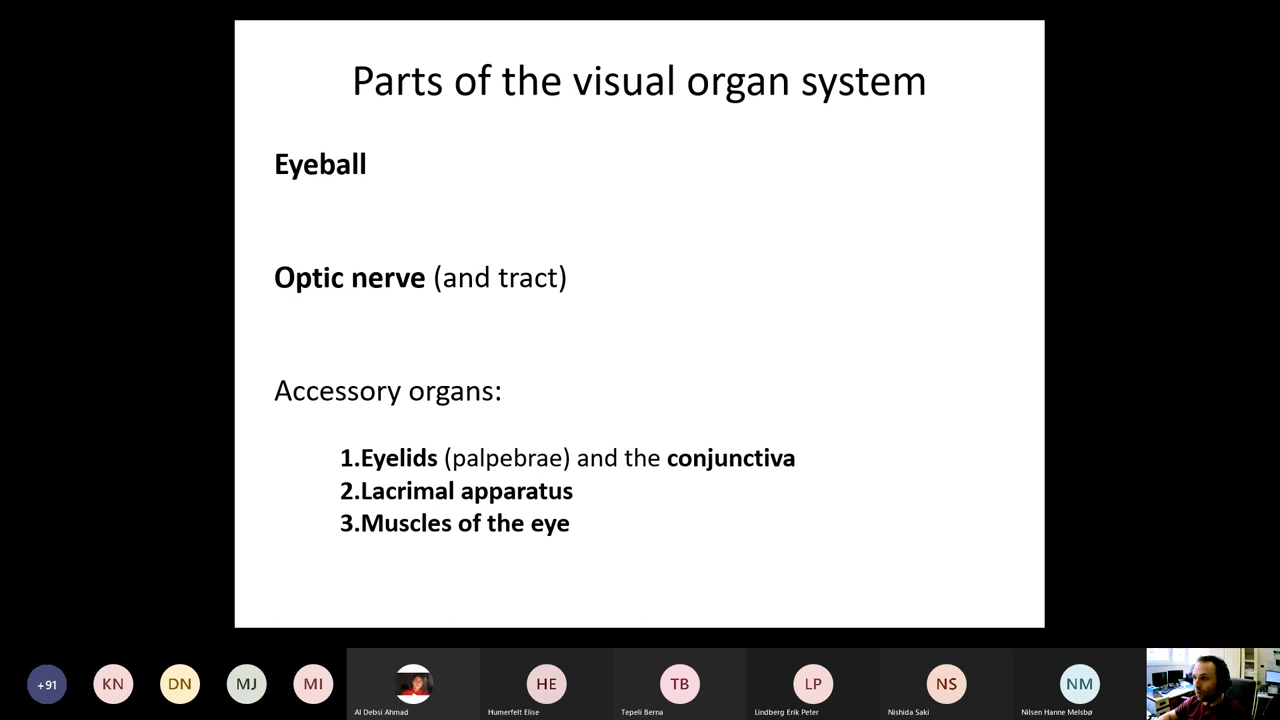 Parts of the visual organ system
Eyeball
Optic nerve (and tract)
Accessory organs:
1.Eyelids (palpebrae) and the conjunctiva
2.Lacrimal apparatus
3.Muscles of the eye
+91
KN
DN
MJ
MI
HE
TB
LP
NS
NM
Al Debsi Ahmad
Humerfelt Elise
Tepeli Berna
Lindberg Erik Peter
Nishida Saki
Nilsen Hanne Melsbø